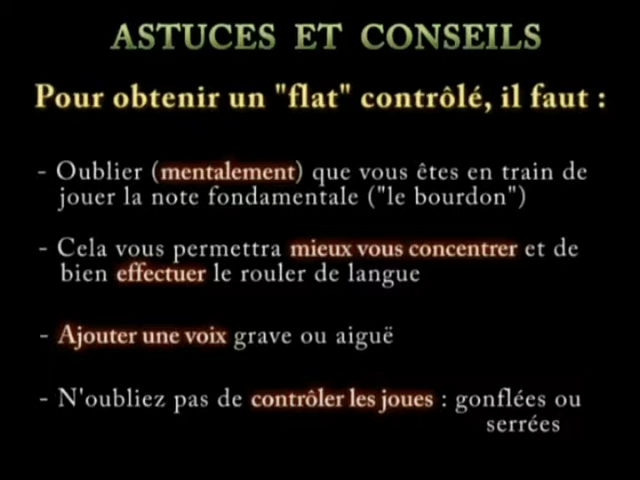 ASTUCES ET CONSEILS
Pour obtenir un "flat" contrôlé, il faut :
- Oublier (mentalement) que vous êtes en train de
jouer la note fondamentale ("le bourdon")
- Cela vous permettra mieux vous concentrer et de
bien effectuer le rouler de langue
- Ajouter une voix grave ou aiguë
- N'oubliez pas de contrôler les joues : gonflées ou
serrées